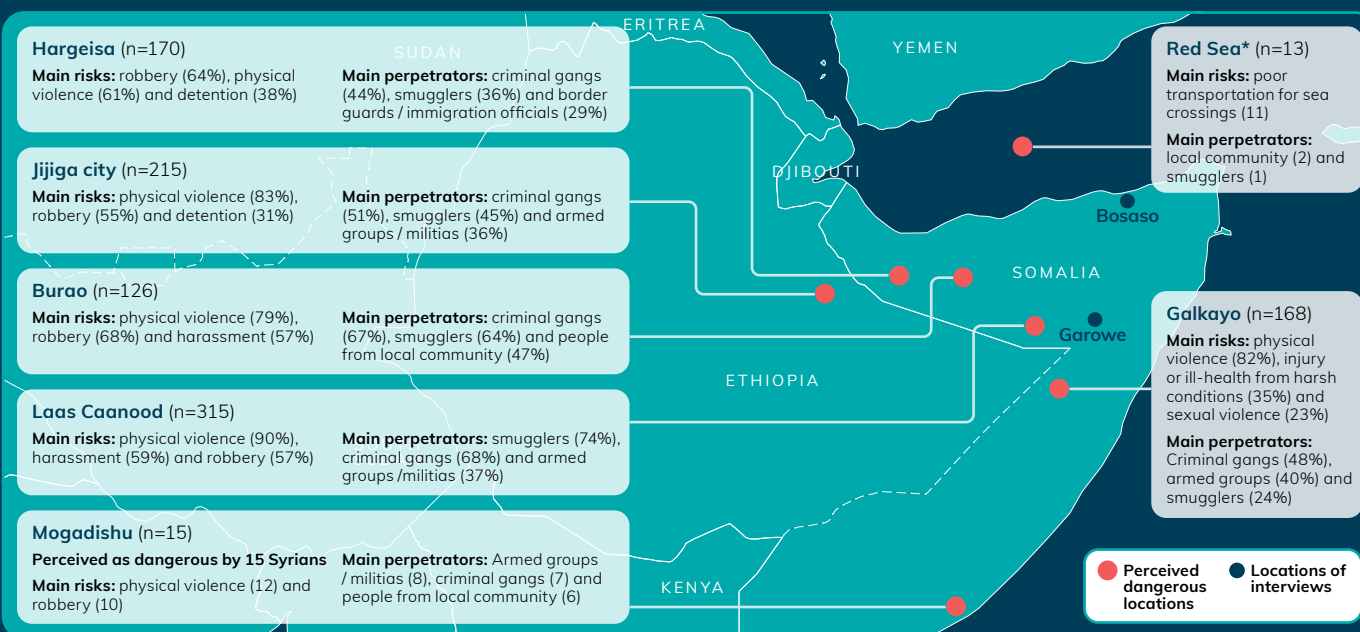 Hargeisa (n=170)
Main risks: robbery (64%), physical
violence (61%) and detention (38%)
Main perpetrators: criminal gangs
(44%), smugglers (36%) and border
guards / immigration officials (29%)
Jijiga city (n=215)
Main risks: physical violence (83%),
robbery (55%) and detention (31%)
Main perpetrators: criminal gangs
(51%), smugglers (45%) and armed
groups / militias (36%)
Burao (n=126)
Main risks: physical violence (79%),
robbery (68%) and harassment (57%)
Main perpetrators: criminal gangs
(67%), smugglers (64%) and people
from local community (47%)
Laas Caanood (n=315)
Main risks: physical violence (90%),
harassment (59%) and robbery (57%)
Main perpetrators: smugglers (74%),
criminal gangs (68%) and armed
groups /militias (37%)
Mogadishu (n=15)
Perceived as dangerous by 15 Syrians
Main risks: physical violence (12) and
robbery (10)
Main perpetrators: Armed groups
/ militias (8), criminal gangs (7) and
people from local community (6)
SUDAN
ERITREA
YEMEN
DJIBOUTI
SOMALIA
ETHIOPIA
KENYA
Bosaso
Garowe
Red Sea* (n=13)
Main risks: poor
transportation for sea
crossings (11)
Main perpetrators:
local community (2) and
smugglers (1)
Galkayo (n=168)
Main risks: physical
violence (82%), injury
or ill-health from harsh
conditions (35%) and
sexual violence (23%)
Main perpetrators:
Criminal gangs (48%),
armed groups (40%) and
smugglers (24%)
Perceived
dangerous
locations
Locations of
interviews